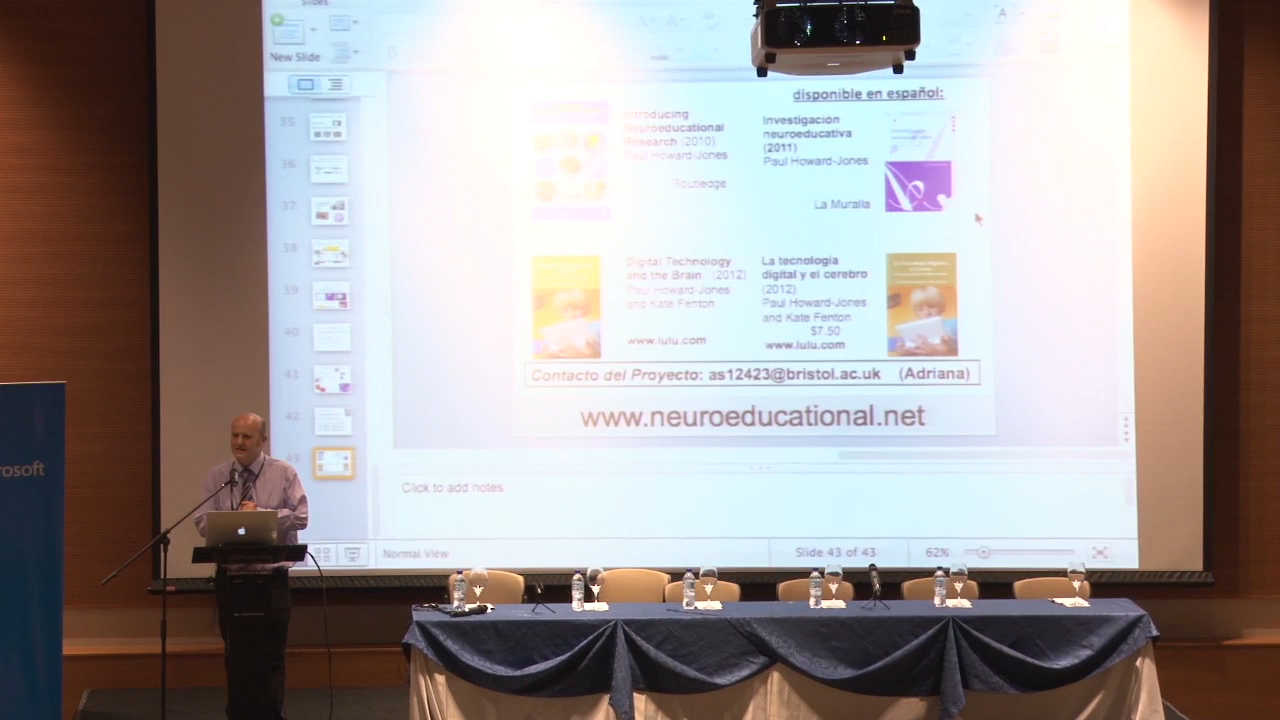 Slides
New Slide
35
36
37
38
39
40
41
42
43
disponible en español:
Introducing
Neuroeducational
Research (2010)
Paul Howard-Jones
Routledge
Investigación
neuroeducativa
(2011)
Paul Howard-Jones
La Muralla
Digital Technology
and the Brain (2012)
Paul Howard-Jones
and Kate Fenton
www.lulu.com
La tecnología
digital y el cerebro
(2012)
Paul Howard-Jones
and Kate Fenton
$7.50
www.lulu.com
Contacto del Proyecto: as12423@bristol.ac.uk (Adriana)
www.neuroeducational.net
Click to add notes
Normal View
Slide 43 of 43
62%
rosoft